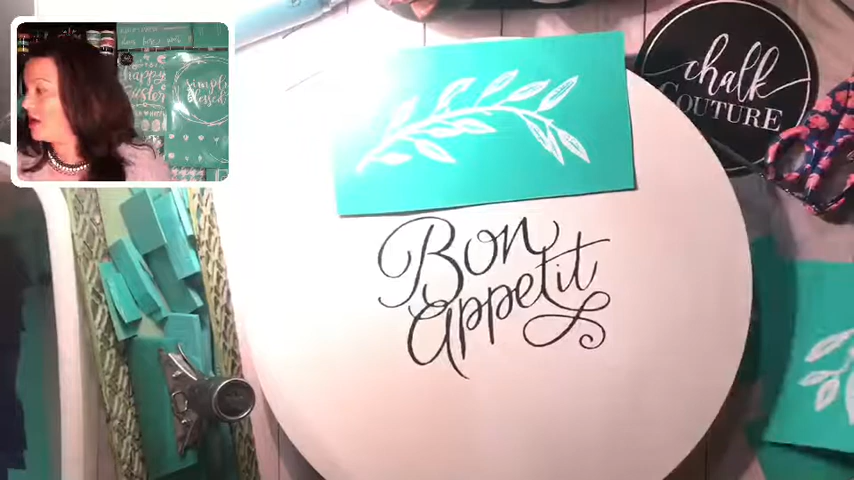 happy
Easter
simply
blessed
chalk
COUTURE
Bon
Appetit